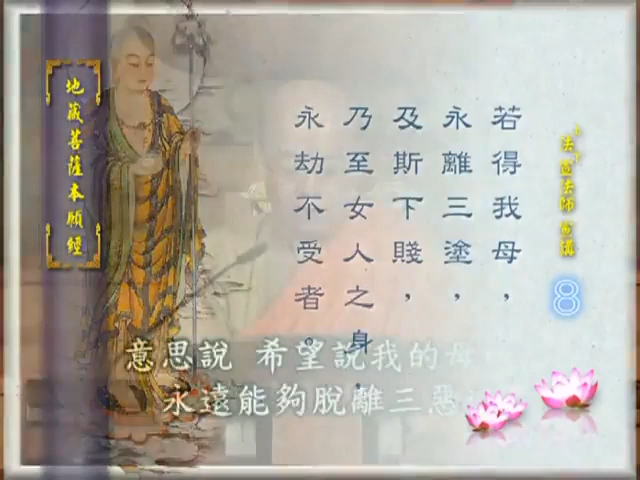 地藏菩薩本願經
若得我母，
永離三塗，
及斯下賤，
乃至女人之身，
永劫不受者。
8
意思說 希望說我的母
永遠能夠脫離三惡